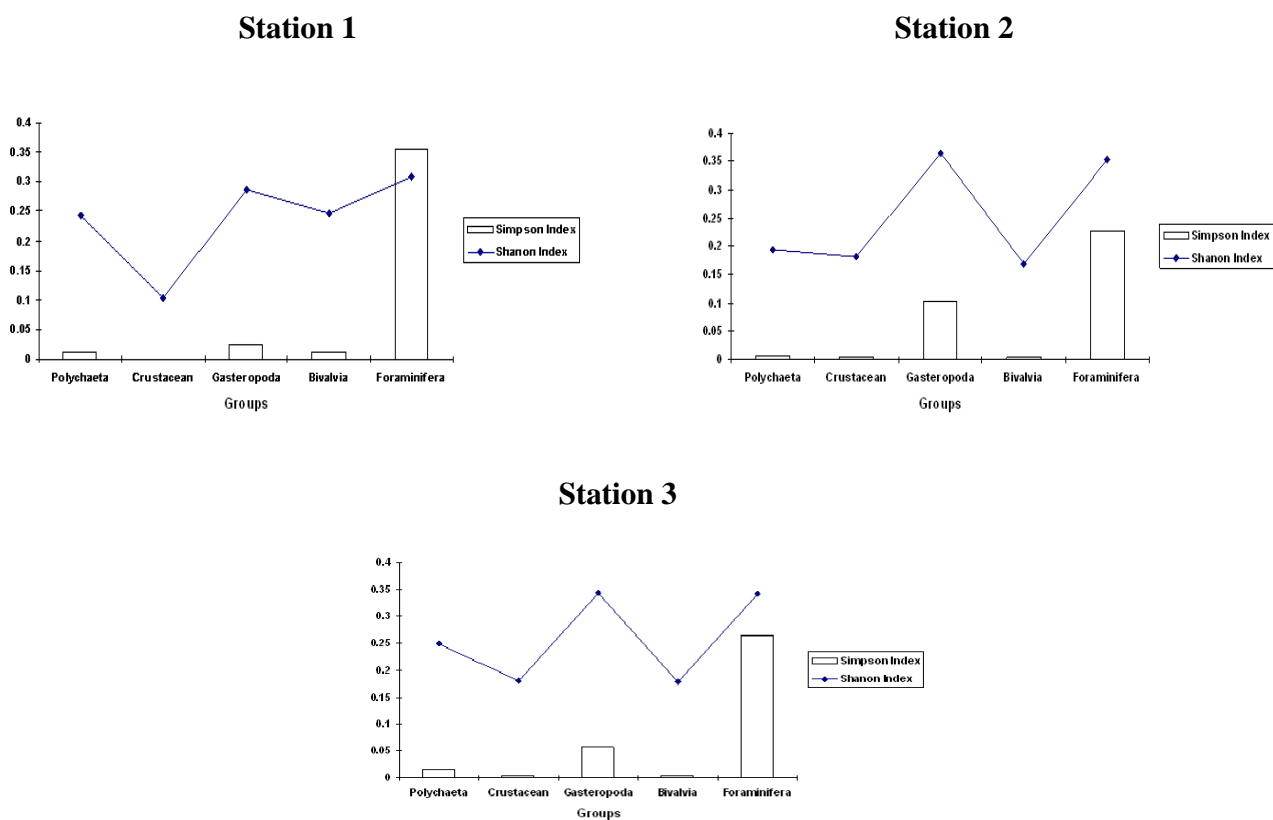 Station 1
0.4
0.35
0.3
0.25
0.2
0.15
0.1
0.05
0
Polychaeta Crustacean Gasteropoda Bivalvia Foraminifera
Groups
Simpson Index
Shanon Index
Station 2
0.4
0.35
0.3
0.25
0.2
0.15
0.1
0.05
0
Polychaeta Crustacean Gasteropoda Bivalvia Foraminifera
Groups
Simpson Index
Shanon Index
Station 3
0.4
0.35
0.3
0.25
0.2
0.15
0.1
0.05
0
Polychaeta Crustacean Gasteropoda Bivalvia Foraminifera
Groups
Simpson Index
Shanon Index